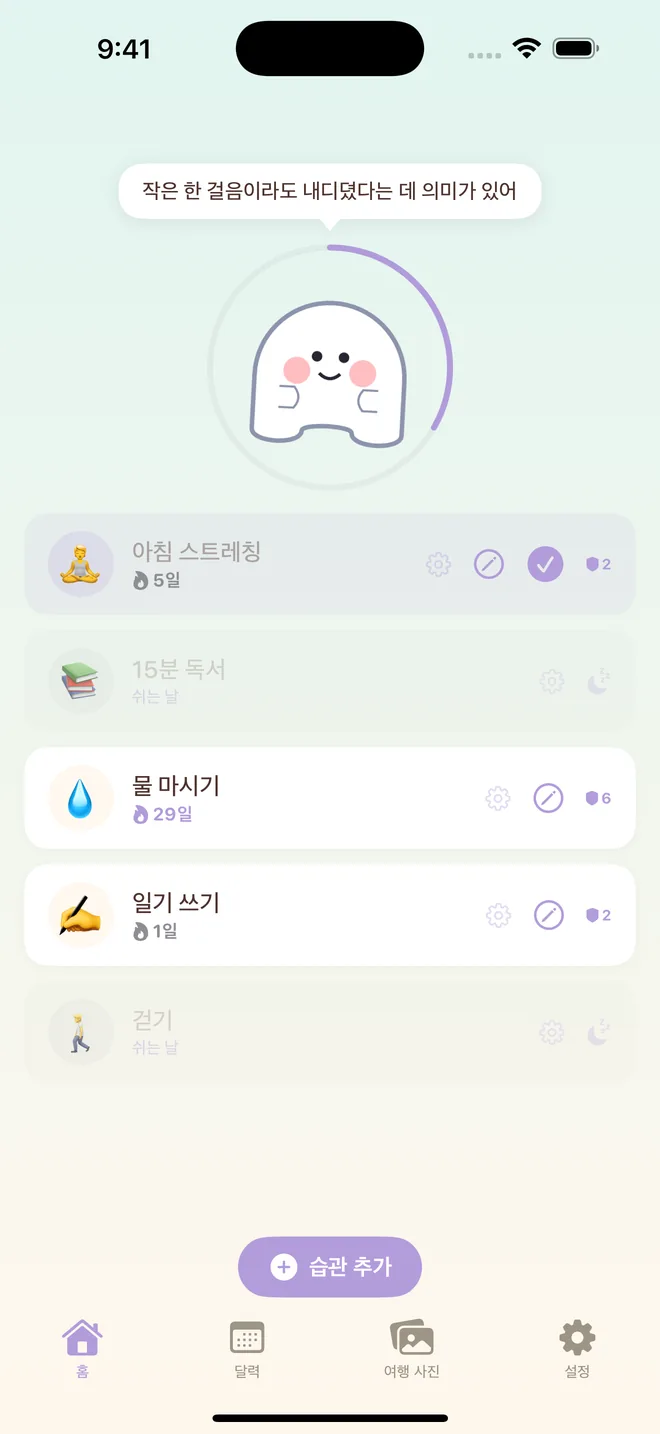 9:41
작은 한 걸음이라도 내디뎠다는 데 의미가 있어
아침 스트레칭
5일
2
15분 독서
쉬는 날
물 마시기
29일
6
일기 쓰기
1일
2
걷기
쉬는 날
습관 추가
홈
달력
여행 사진
설정